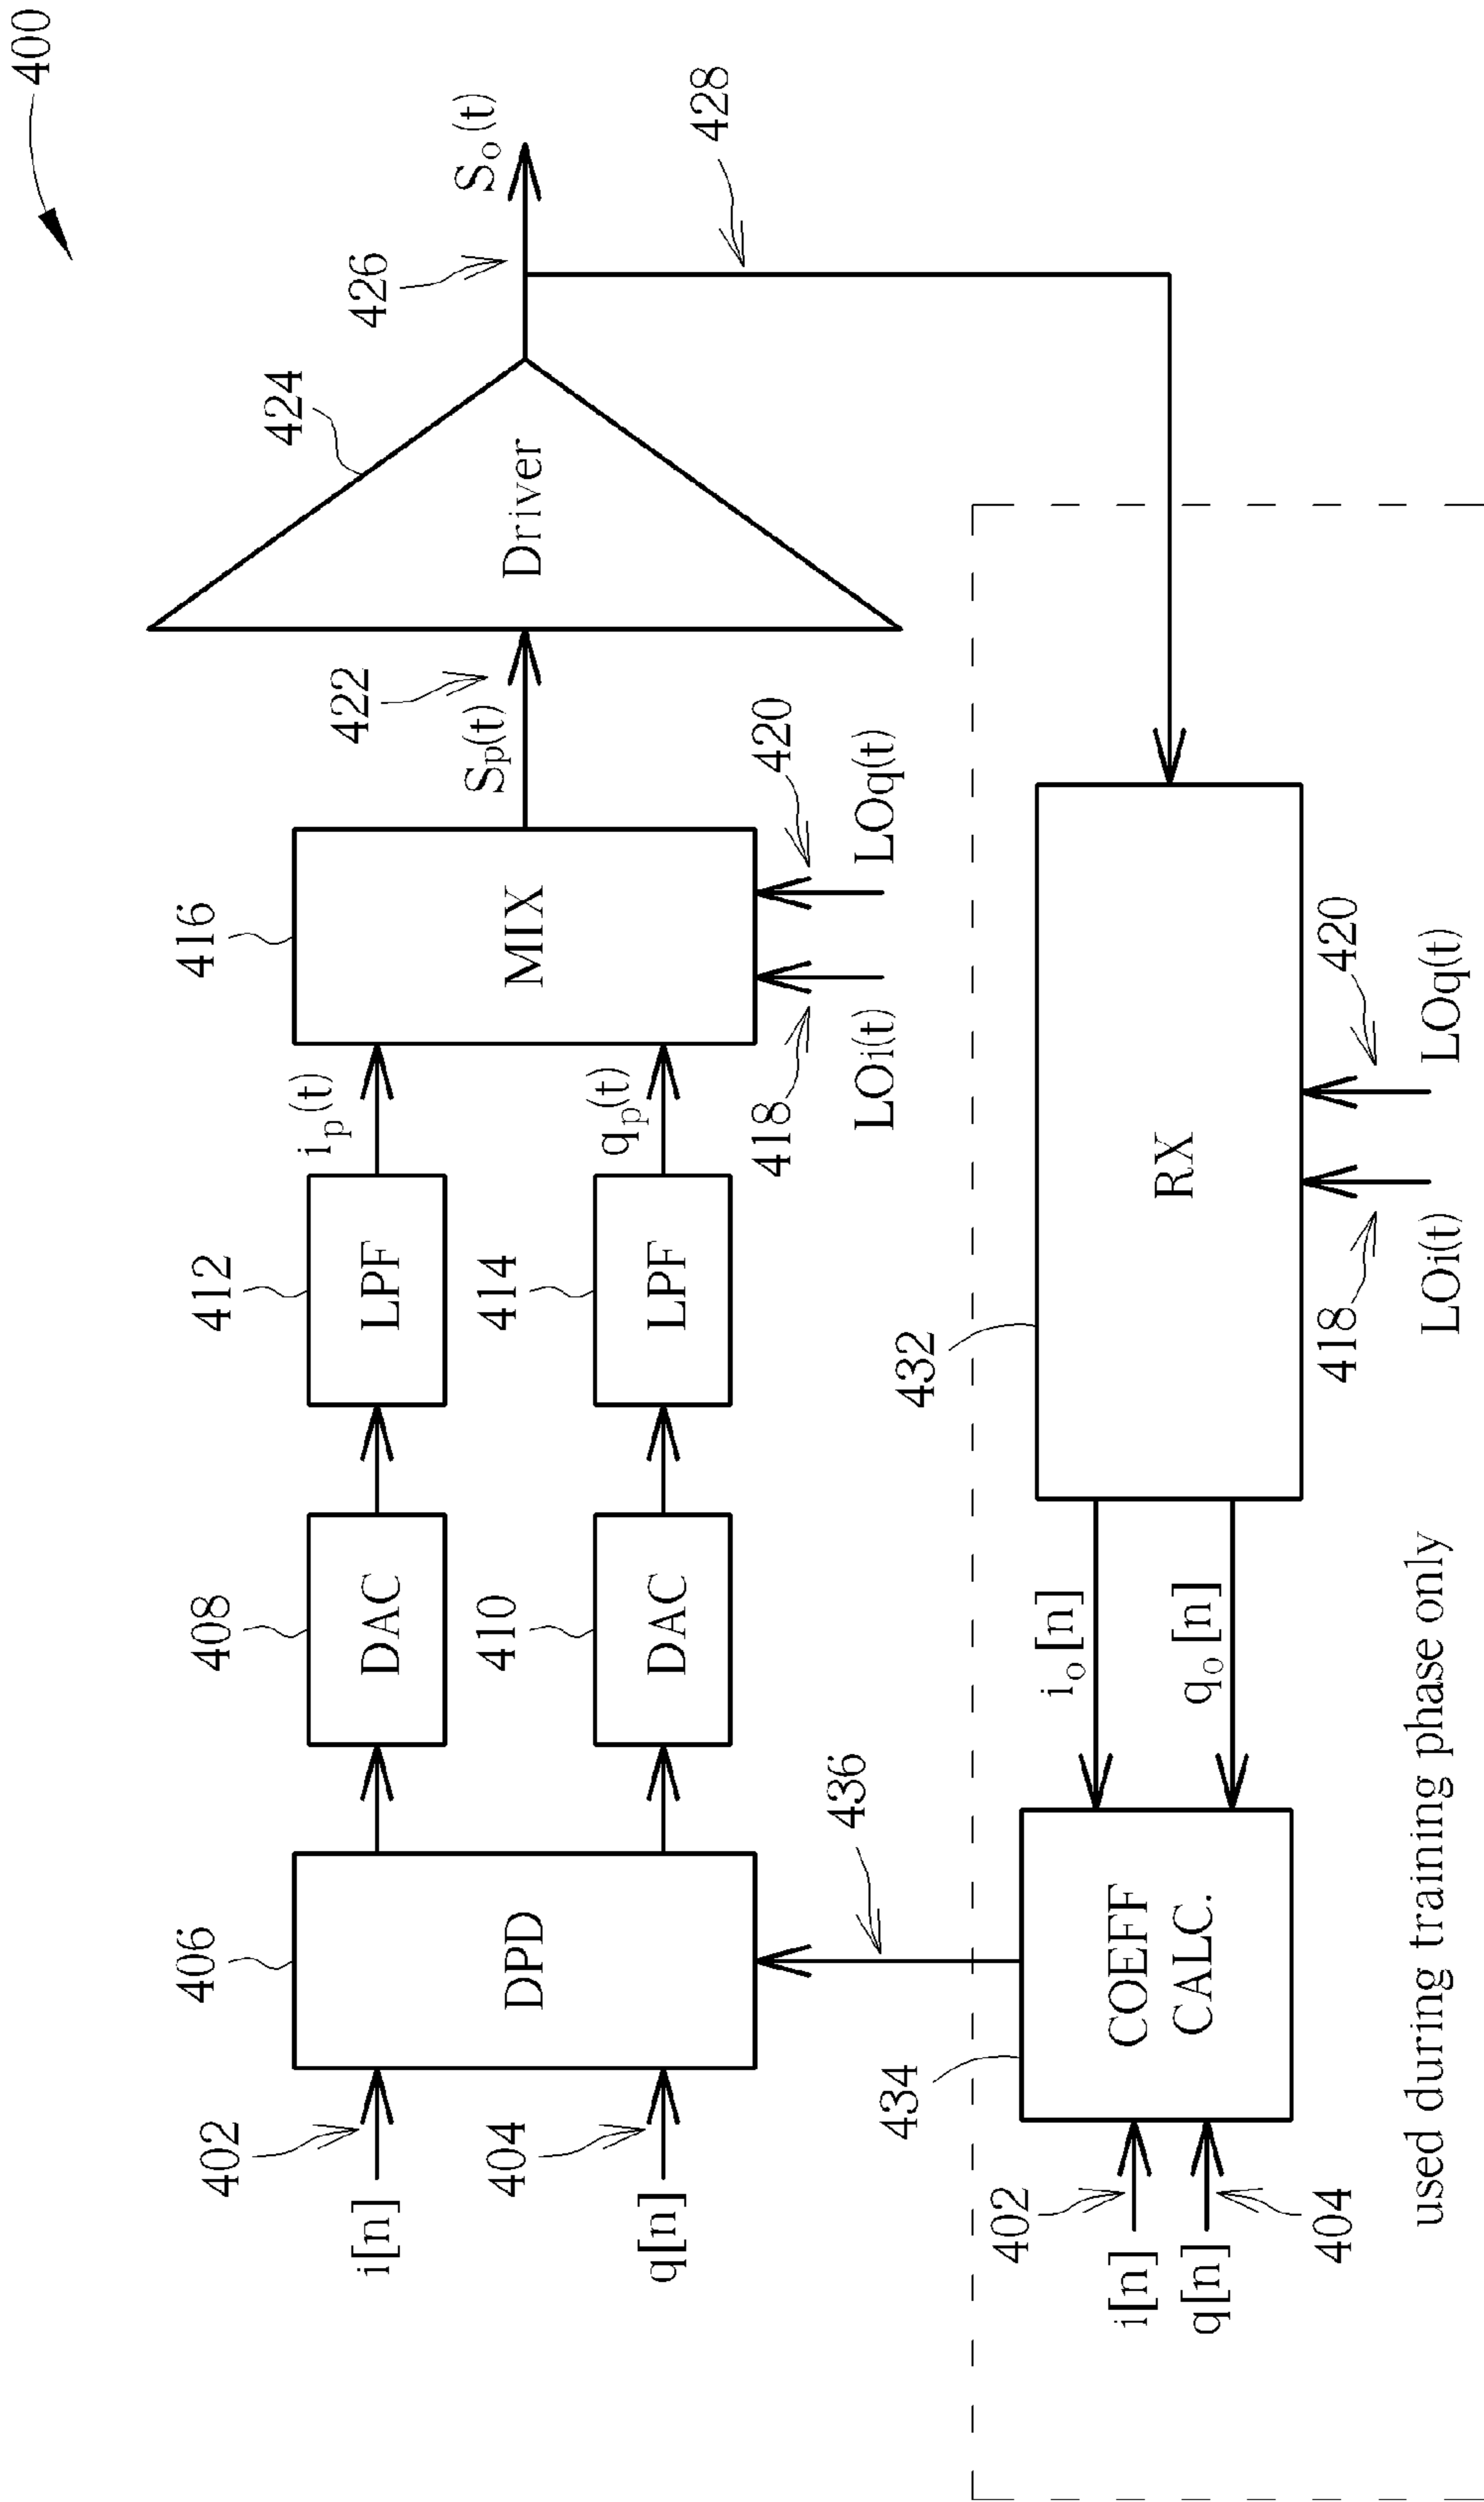 400
402
i[n]
404
q[n]
406
DPD
408
DAC
410
DAC
412
LPF
414
LPF
i_p(t)
q_p(t)
416
MIX
418
LOi(t)
420
LOq(t)
422
Sp(t)
424
Driver
426
S_o(t)
428
436
432
RX
418
LOi(t)
420
LOq(t)
i_o[n]
q_o[n]
434
COEFF
CALC.
402
i[n]
q[n]
404
used during training phase only